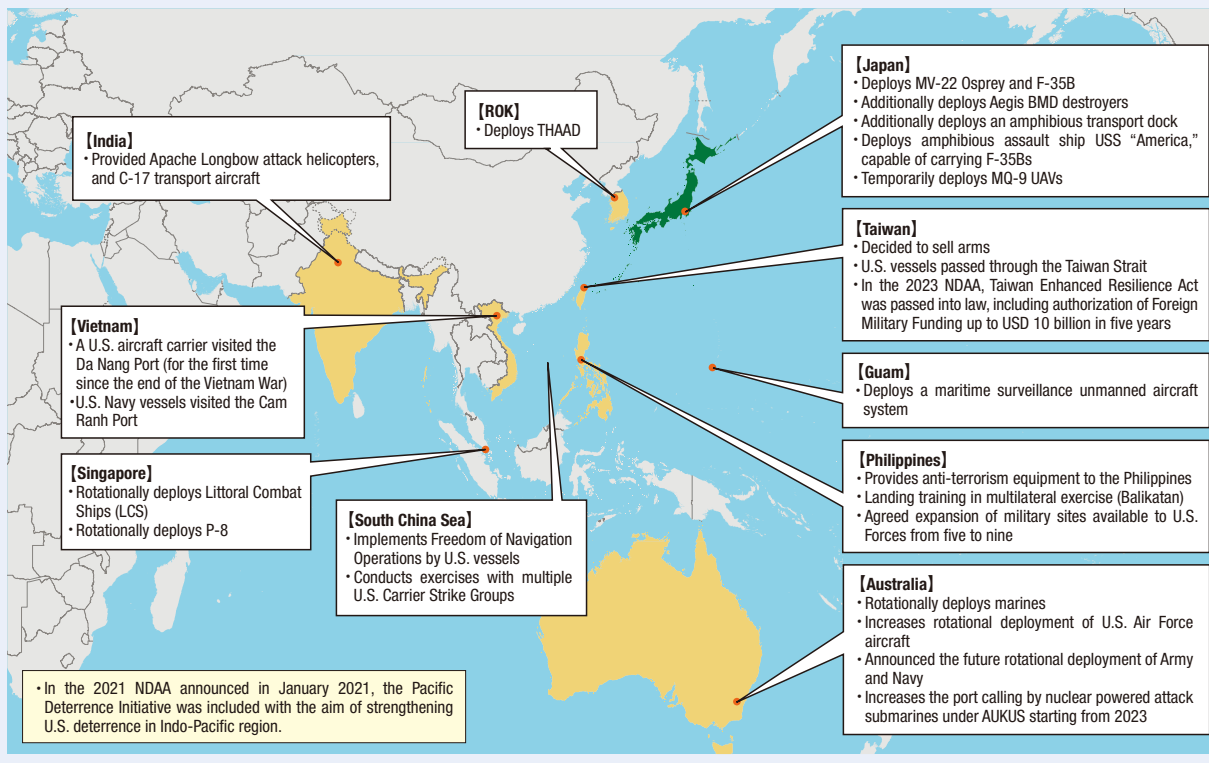 【India】
・Provided Apache Longbow attack helicopters,
and C-17 transport aircraft
【ROK】
・Deploys THAAD
【Japan】
・Deploys MV-22 Osprey and F-35B
・Additionally deploys Aegis BMD destroyers
・Additionally deploys an amphibious transport dock
・Deploys amphibious assault ship USS “America,”
capable of carrying F-35Bs
・Temporarily deploys MQ-9 UAVs
【Taiwan】
・Decided to sell arms
・U.S. vessels passed through the Taiwan Strait
・In the 2023 NDAA, Taiwan Enhanced Resilience Act
was passed into law, including authorization of Foreign
Military Funding up to USD 10 billion in five years
【Vietnam】
・A U.S. aircraft carrier visited the
Da Nang Port (for the first time
since the end of the Vietnam War)
・U.S. Navy vessels visited the Cam
Ranh Port
【Guam】
・Deploys a maritime surveillance unmanned aircraft
system
【Singapore】
・Rotationally deploys Littoral Combat
Ships (LCS)
・Rotationally deploys P-8
【South China Sea】
・Implements Freedom of Navigation
Operations by U.S. vessels
・Conducts exercises with multiple
U.S. Carrier Strike Groups
【Philippines】
・Provides anti-terrorism equipment to the Philippines
・Landing training in multilateral exercise (Balikatan)
・Agreed expansion of military sites available to U.S.
Forces from five to nine
【Australia】
・Rotationally deploys marines
・Increases rotational deployment of U.S. Air Force
aircraft
・Announced the future rotational deployment of Army
and Navy
・Increases the port calling by nuclear powered attack
submarines under AUKUS starting from 2023
・In the 2021 NDAA announced in January 2021, the Pacific
Deterrence Initiative was included with the aim of strengthening
U.S. deterrence in Indo-Pacific region.